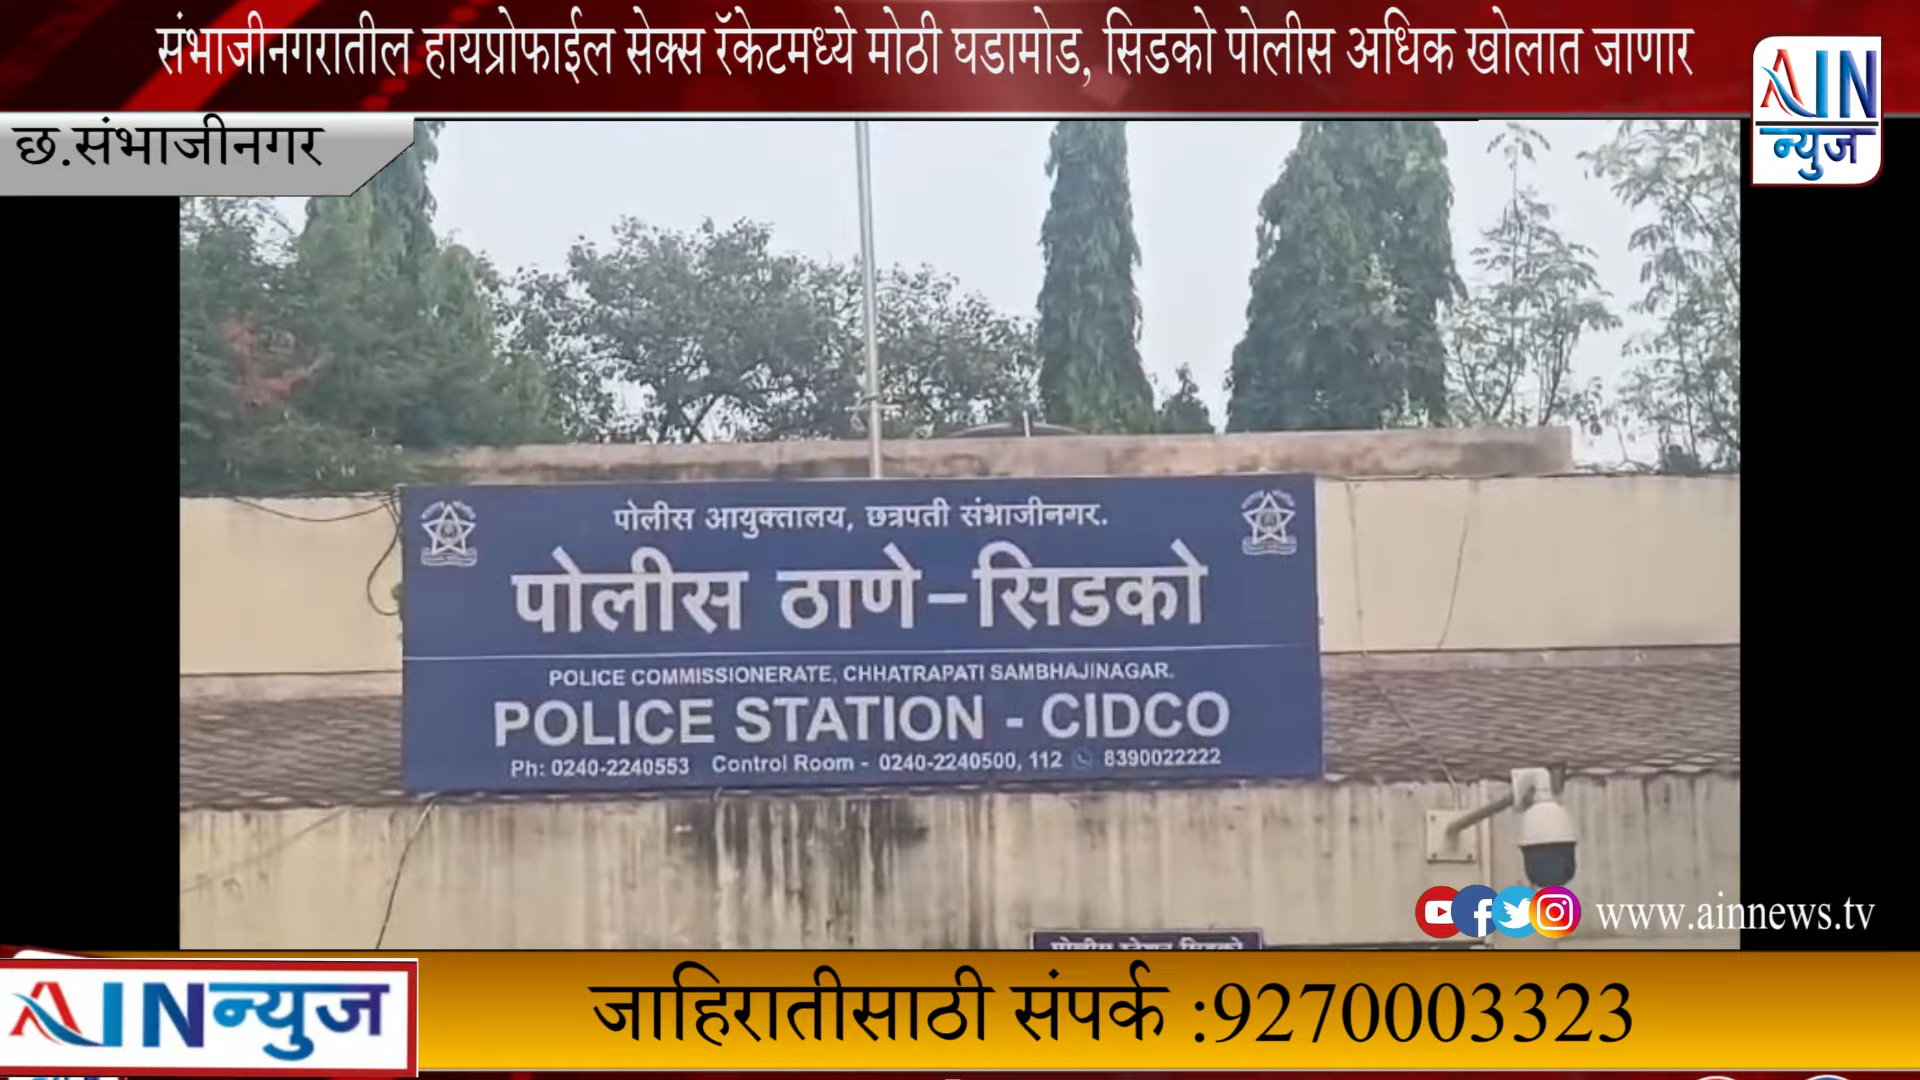 संभाजीनगरातील हायप्रोफाईल सेक्स रॅकेटमध्ये मोठी घडामोड, सिडको पोलीस अधिक खोलात जाणार
AIN
न्युज
छ.संभाजीनगर
पोलीस आयुक्तालय, छत्रपती संभाजीनगर.
पोलीस ठाणे-सिडको
POLICE COMMISSIONERATE, CHHATRAPATI SAMBHAJINAGAR.
POLICE STATION - CIDCO
Ph: 0240-2240553 Control Room - 0240-2240500, 112 8390022222
www.ainnews.tv
AIN न्युज
जाहिरातीसाठी संपर्क :9270003323